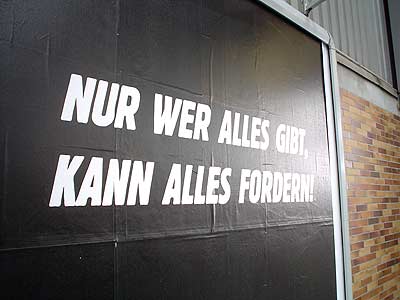 NUR WER ALLES GIBT,
KANN ALLES FORDERN!